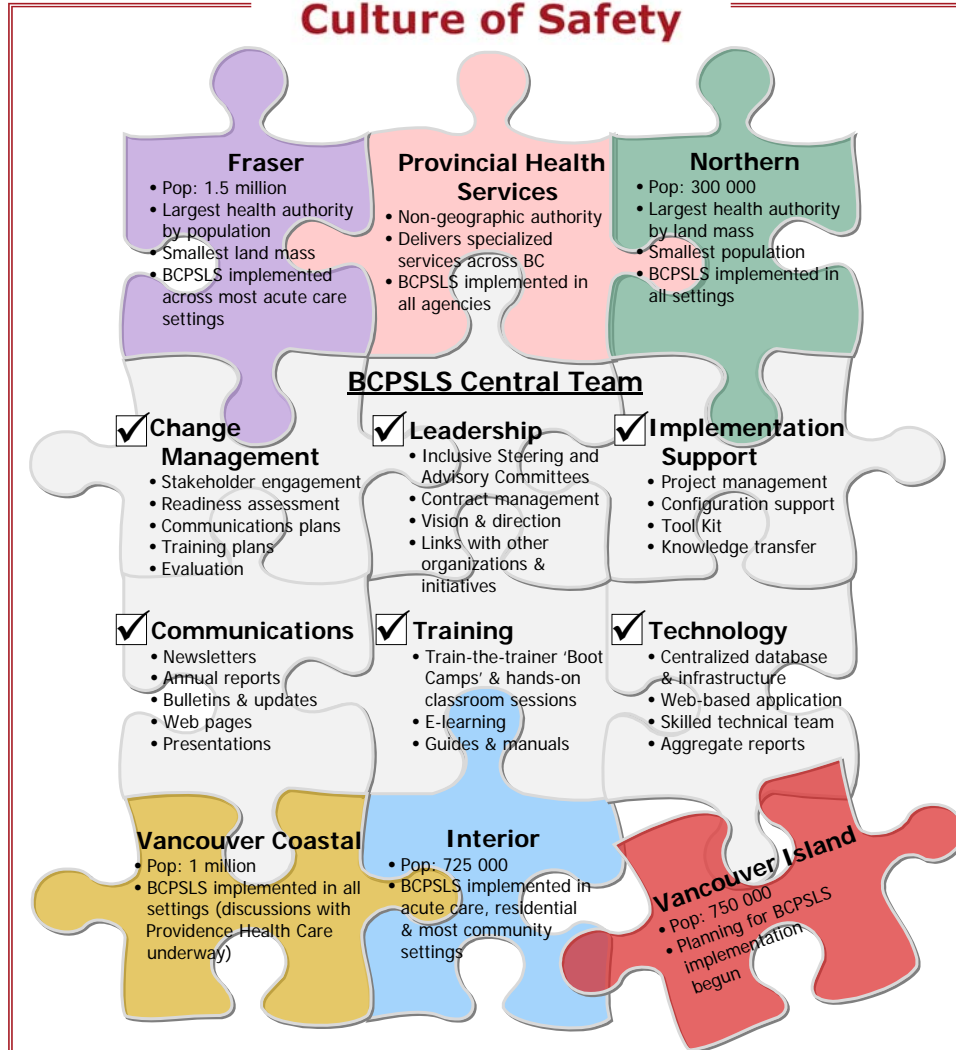 Culture of Safety
Fraser
• Pop: 1.5 million
• Largest health authority
by population
• Smallest land mass
• BCPSLS implemented
across most acute care
settings
Provincial Health
Services
• Non-geographic authority
• Delivers specialized
services across BC
• BCPSLS implemented in
all agencies
Northern
• Pop: 300 000
• Largest health authority
by land mass
• Smallest population
• BCPSLS implemented in
all settings
BCPSLS Central Team
Change
Management
• Stakeholder engagement
• Readiness assessment
• Communications plans
• Training plans
• Evaluation
Leadership
• Inclusive Steering and
Advisory Committees
• Contract management
• Vision & direction
• Links with other
organizations &
initiatives
Implementation
Support
• Project management
• Configuration support
• Tool Kit
• Knowledge transfer
Communications
• Newsletters
• Annual reports
• Bulletins & updates
• Web pages
• Presentations
Training
• Train-the-trainer ‘Boot
Camps’ & hands-on
classroom sessions
• E-learning
• Guides & manuals
Technology
• Centralized database
& infrastructure
• Web-based application
• Skilled technical team
• Aggregate reports
Vancouver Coastal
• Pop: 1 million
• BCPSLS implemented in all
settings (discussions with
Providence Health Care
underway)
Interior
• Pop: 725 000
• BCPSLS implemented in
acute care, residential
& most community
settings
Vancouver Island
• Pop: 750 000
• Planning for BCPSLS
implementation
begun